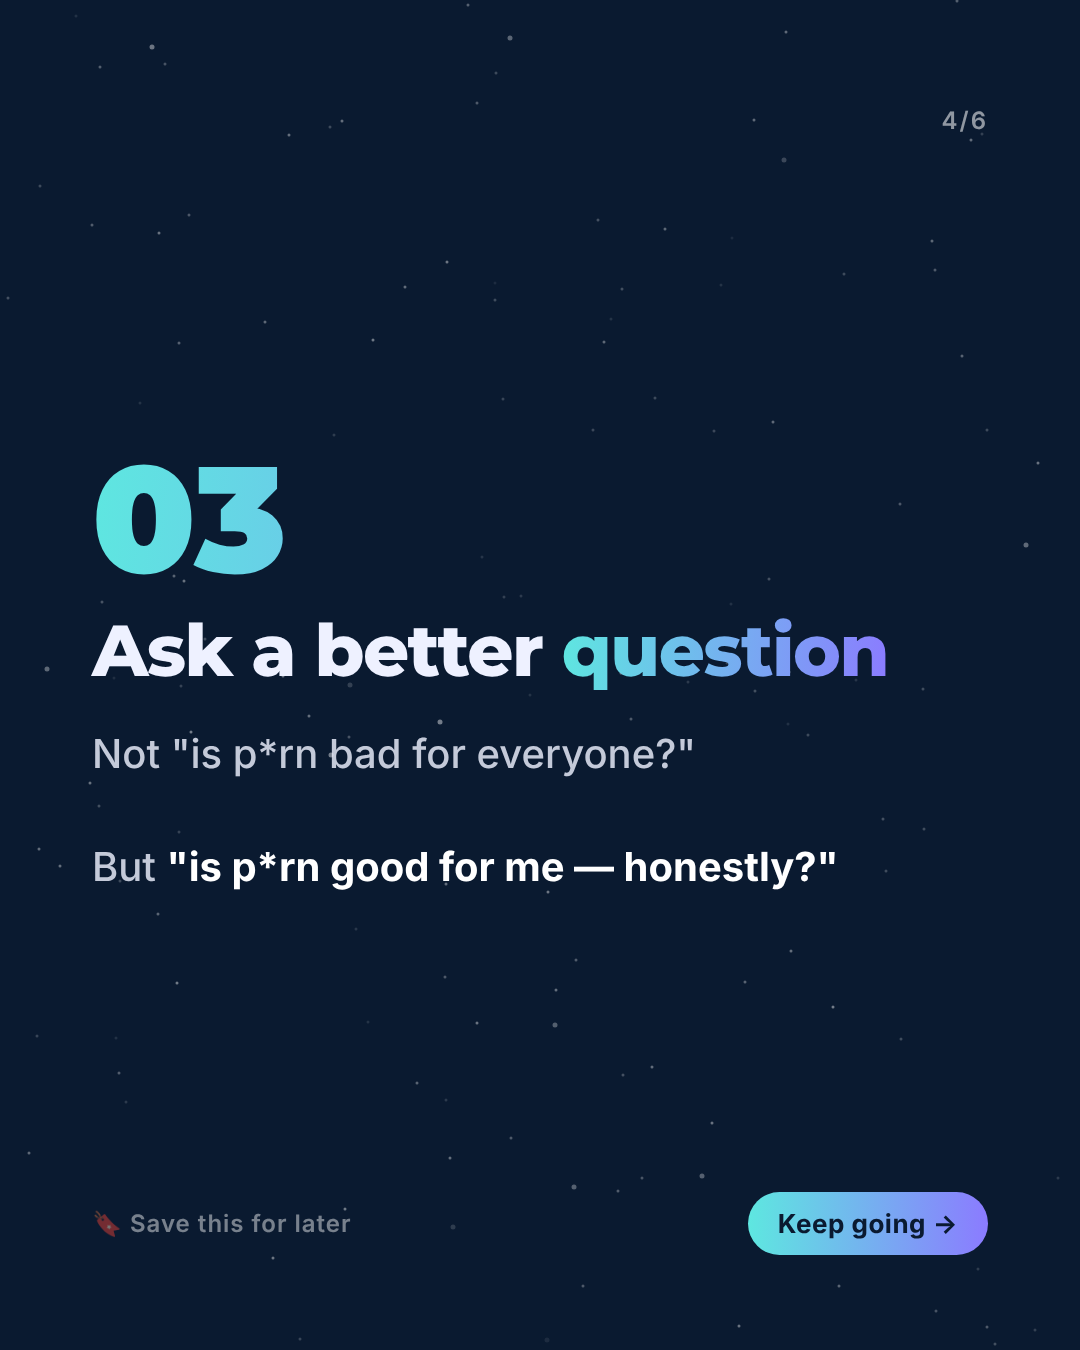 4/6
03
Ask a better question
Not "is p*rn bad for everyone?"
But "is p*rn good for me — honestly?"
🔖 Save this for later
Keep going →